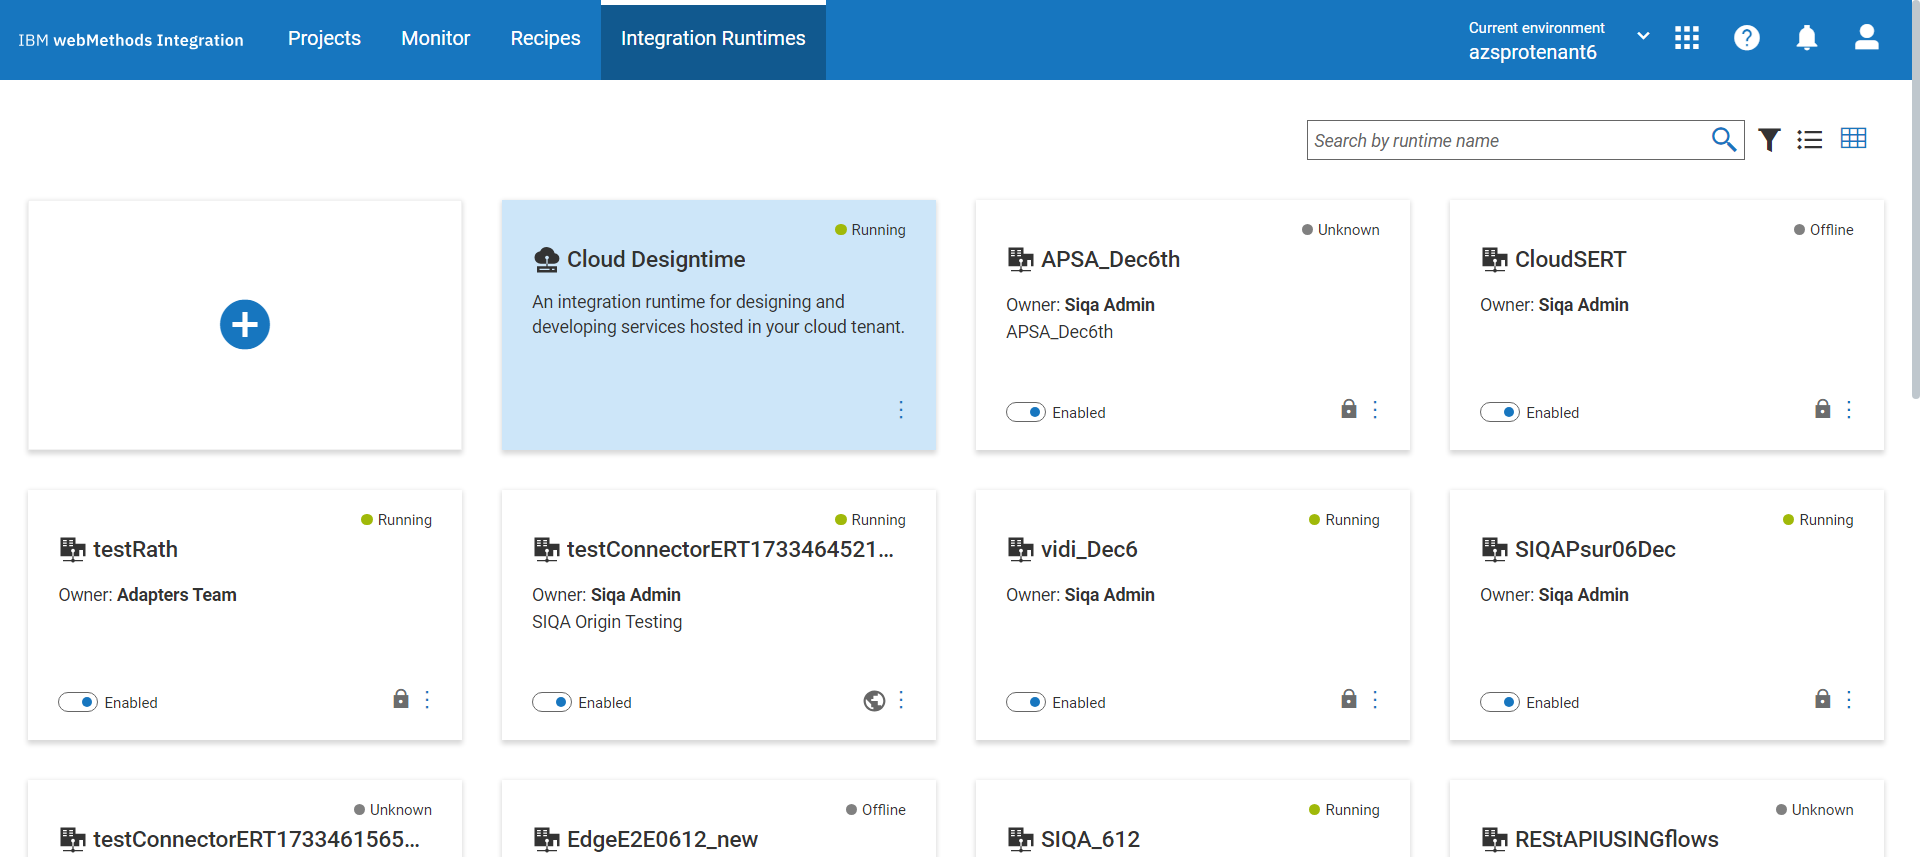 IBM webMethods Integration
Projects
Monitor
Recipes
Integration Runtimes
Current environment
azsprotenant6
Search by runtime name
Running
Cloud Designtime
An integration runtime for designing and
developing services hosted in your cloud tenant.
Unknown
APSA_Dec6th
Owner: Siqa Admin
APSA_Dec6th
Enabled
Offline
CloudSERT
Owner: Siqa Admin
Enabled
Running
testRath
Owner: Adapters Team
Enabled
Running
testConnectorERT1733464521...
Owner: Siqa Admin
SIQA Origin Testing
Enabled
Running
vidi_Dec6
Owner: Siqa Admin
Enabled
Running
SIQAPsur06Dec
Owner: Siqa Admin
Enabled
Unknown
testConnectorERT1733461565...
Offline
EdgeE2E0612_new
Running
SIQA_612
Unknown
REStAPIUSINGflows